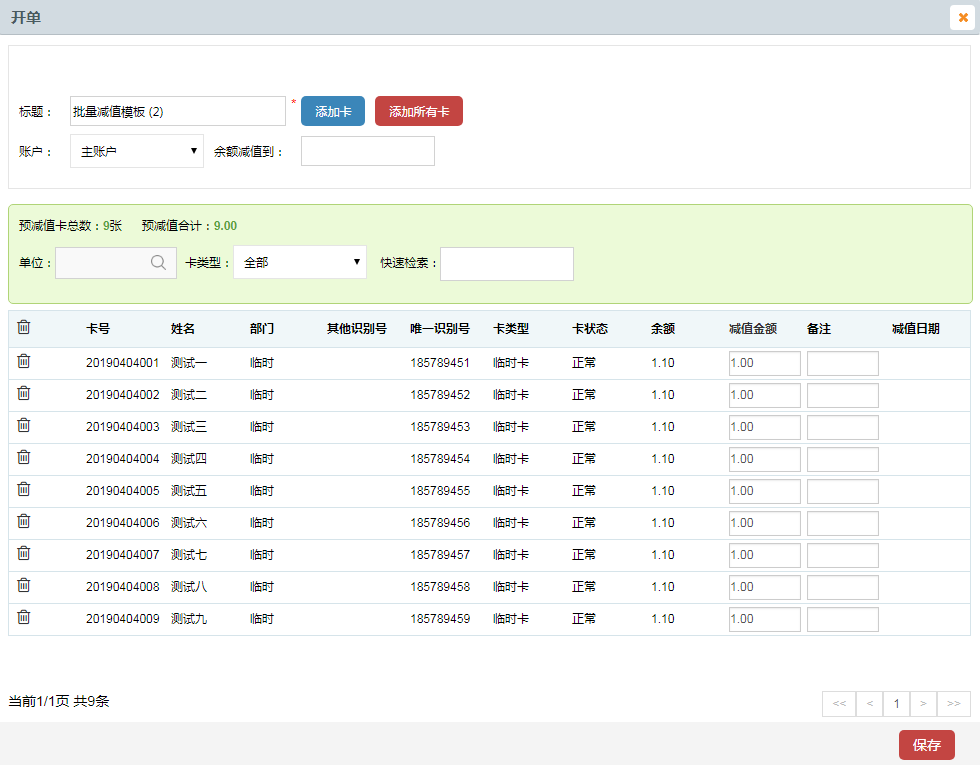 开单
标题： 批量减值模板 (2) * 添加卡 添加所有卡
账户： 主账户 余额减值到：
预减值卡总数：9张 预减值合计：9.00
单位： 卡类型： 全部 快速检索：
卡号 姓名 部门 其他识别号 唯一识别号 卡类型 卡状态 余额 减值金额 备注 减值日期
20190404001 测试一 临时 185789451 临时卡 正常 1.10 1.00
20190404002 测试二 临时 185789452 临时卡 正常 1.10 1.00
20190404003 测试三 临时 185789453 临时卡 正常 1.10 1.00
20190404004 测试四 临时 185789454 临时卡 正常 1.10 1.00
20190404005 测试五 临时 185789455 临时卡 正常 1.10 1.00
20190404006 测试六 临时 185789456 临时卡 正常 1.10 1.00
20190404007 测试七 临时 185789457 临时卡 正常 1.10 1.00
20190404008 测试八 临时 185789458 临时卡 正常 1.10 1.00
20190404009 测试九 临时 185789459 临时卡 正常 1.10 1.00
当前1/1页 共9条 << < 1 > >>
保存